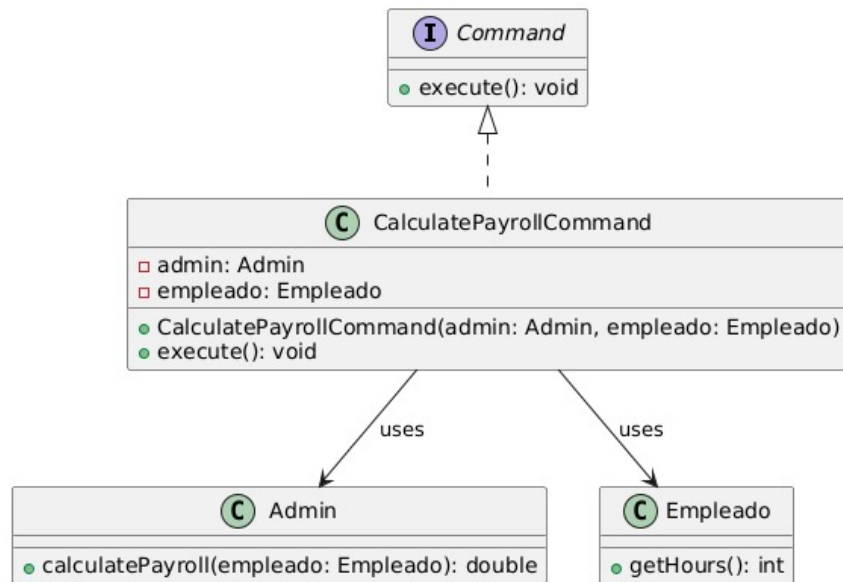 I Command
execute(): void
C CalculatePayrollCommand
admin: Admin
empleado: Empleado
CalculatePayrollCommand(admin: Admin, empleado: Empleado)
execute(): void
uses
uses
C Admin
calculatePayroll(empleado: Empleado): double
C Empleado
getHours(): int